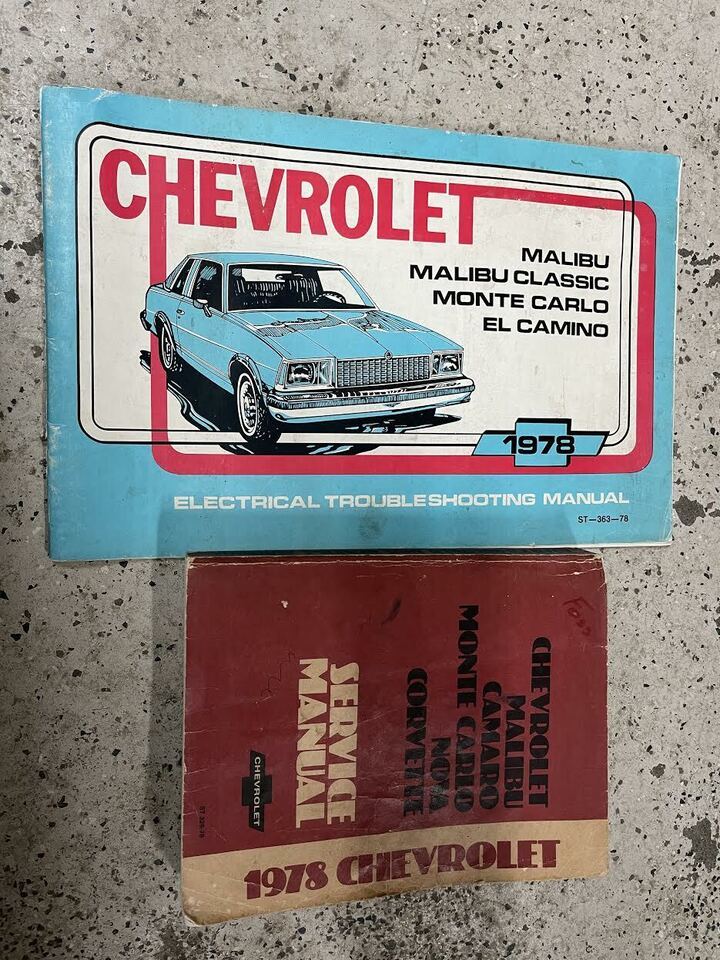 CHEVROLET
MALIBU
MALIBU CLASSIC
MONTE CARLO
EL CAMINO
1978
ELECTRICAL TROUBLESHOOTING MANUAL
ST-363-78
CHEVROLET
MALIBU
CAMARO
MONTE CARLO
NOVA
CORVETTE
SERVICE
MANUAL
CHEVROLET
1978 CHEVROLET